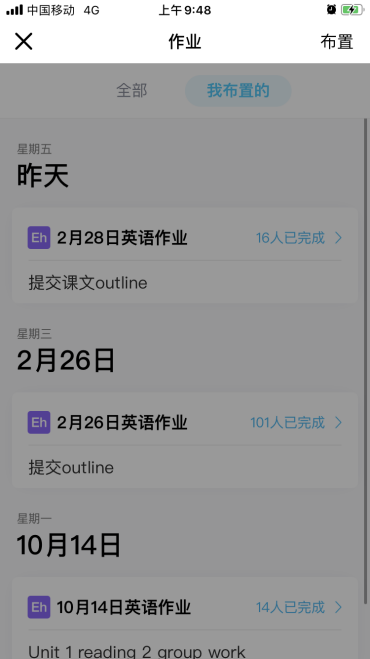 中国移动 4G 上午9:48
作业 布置
全部 我布置的
星期五
昨天
Eh 2月28日英语作业 16人已完成
提交课文outline
星期三
2月26日
Eh 2月26日英语作业 101人已完成
提交outline
星期一
10月14日
Eh 10月14日英语作业 14人已完成
Unit 1 reading 2 group work